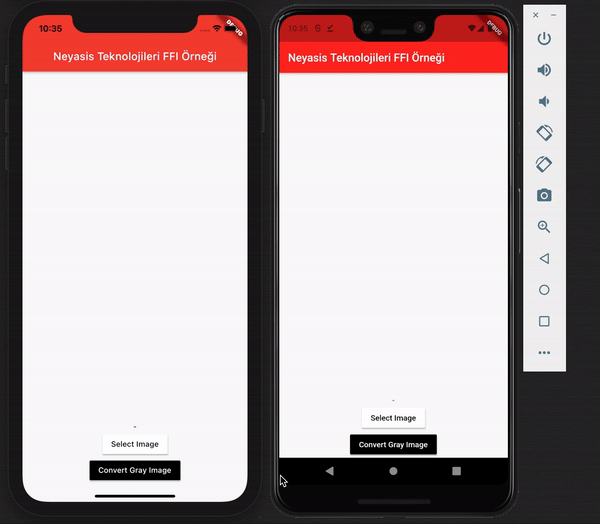 10:35
DEBUG
Neyasis Teknolojileri FFI Örneği
-
Select Image
Convert Gray Image
10:35
DEBUG
Neyasis Teknolojileri FFI Örneği
-
Select Image
Convert Gray Image